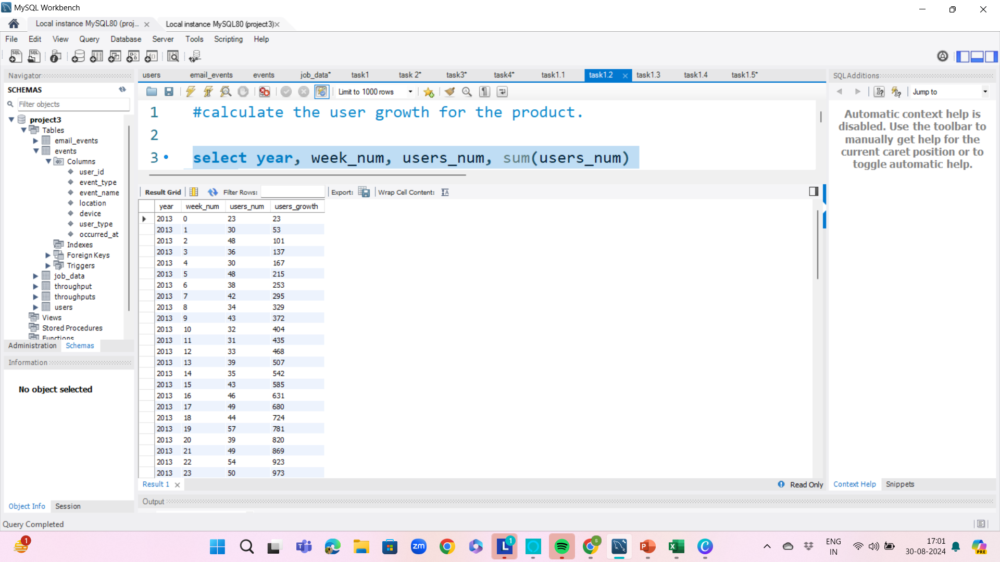 MySQL Workbench
Local instance MySQL80 (proj...
Local instance MySQL80 (project3)
File Edit View Query Database Server Tools Scripting Help
Navigator
SCHEMAS
Filter objects
project3
Tables
email_events
events
Columns
user_id
event_type
event_name
location
device
user_type
occurred_at
Indexes
Foreign Keys
Triggers
job_data
throughput
throughputs
users
Views
Stored Procedures
Functions
Administration Schemas
Information
No object selected
Object Info Session
Query Completed
users email_events events job_data* task1 task 2* task3* task4* task1.1 task1.2 task1.3 task1.4 task1.5*
Limit to 1000 rows
1 #calculate the user growth for the product.
2
3 select year, week_num, users_num, sum(users_num)
Result Grid Filter Rows: Export: Wrap Cell Content:
year week_num users_num users_growth
2013 0 23 23
2013 1 30 53
2013 2 48 101
2013 3 36 137
2013 4 30 167
2013 5 48 215
2013 6 38 253
2013 7 42 295
2013 8 34 329
2013 9 43 372
2013 10 32 404
2013 11 31 435
2013 12 33 468
2013 13 39 507
2013 14 35 542
2013 15 43 585
2013 16 46 631
2013 17 49 680
2013 18 44 724
2013 19 57 781
2013 20 39 820
2013 21 49 869
2013 22 54 923
2013 23 50 973
Result 1
Read Only
Output
SQLAdditions
Jump to
Automatic context help is
disabled. Use the toolbar to
manually get help for the
current caret position or to
toggle automatic help.
Context Help Snippets
1
zm
L
1
S
P
X
C
ENG
IN
17:01
30-08-2024
PRE